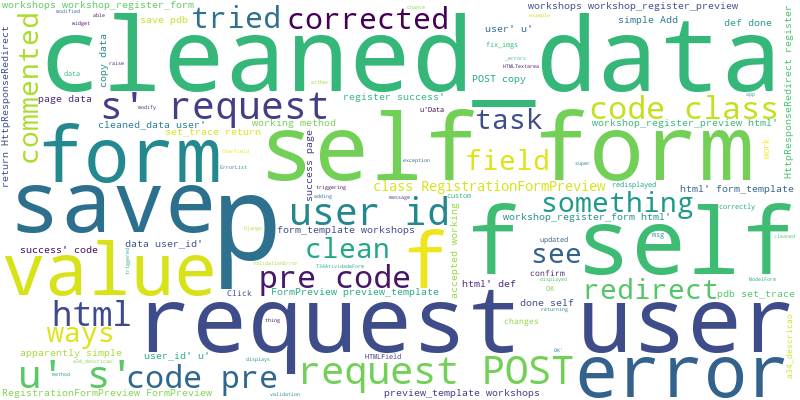 workshops workshop_register_form
modified
able
widget
save pdb
tried
corrected
chance
workshops workshop_register_preview
simple Add
example
def done
cleaned_data
commented
data
copy data
raise
user' u'
fix_imgs
_errors
HTMLTextarea
POST copy
either
page data
modify
s' request
register success'
u'Data
task
code class
app
HttpResponseRedirect register
return HttpResponseRedirect
cleaned_data user'
set_trace return
working method
workshop_register_preview html'
form
CharField
ErrorList
success page
self form
exception
triggering
adding
message
class RegistrationFormPreview
custom
field
super
redisplayed
work
html' form_template
save
p
user id
something
workshop_register_form html'
correctly
Django
form_template workshops
f
f
self
msg
cleaned
data user_id'
success' code
triggered
value
clean
ValidationError
TJAAtividadeForm
accepted working
see
updated
confirm
displayed
OK
returning
ModelForm
pre code
html' def
redirect
pdb set_trace
html
Click
FormPreview preview_template
thing
done self
changes
ways
request user
a34_descricao
apparently simple
user_id' u'
displays
HTMLField
OK'
a34_descricao
method
u' s'
code pre
request POST
error
RegistrationFormPreview FormPreview
validation
preview_template workshops